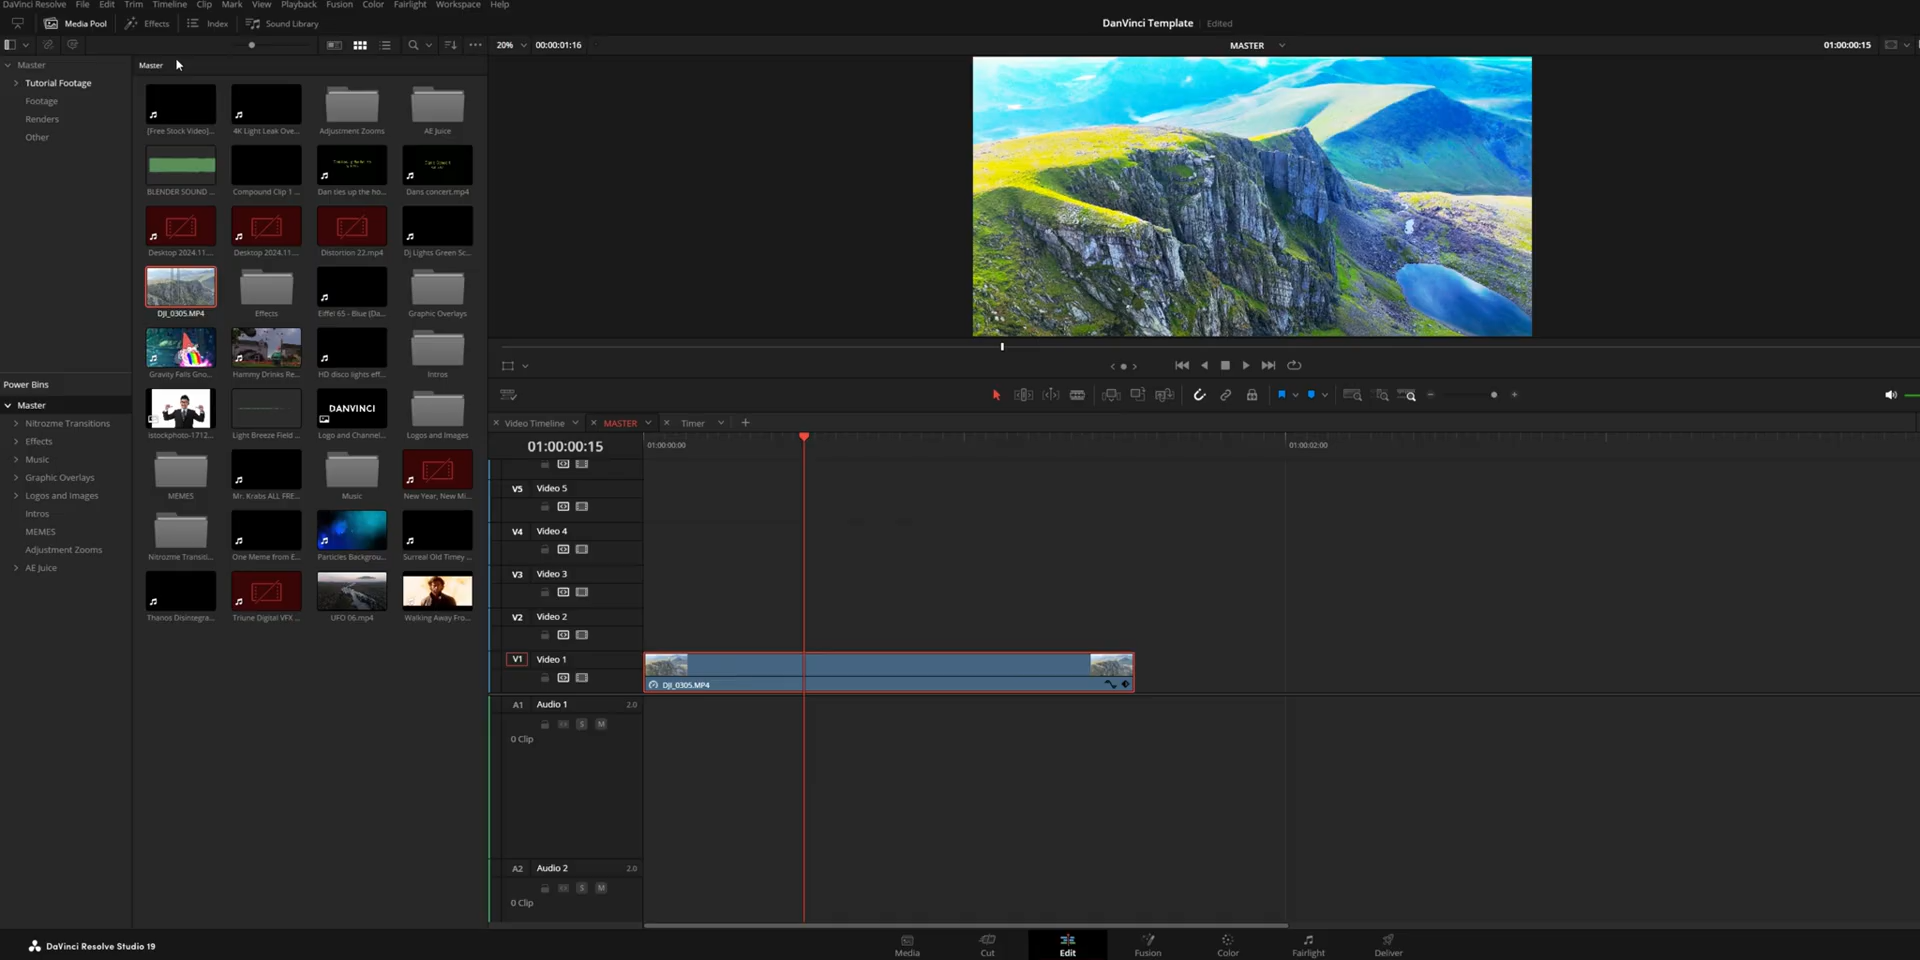 DaVinci Resolve File Edit Trim Timeline Clip Mark View Playback Fusion Color Fairlight Workspace Help
Media Pool Effects Index Sound Library
DanVinci Template Edited
20% 00:00:01:16 MASTER 01:00:00:15
Master
Tutorial Footage
Footage
Renders
Other
Master
[Free Stock Video]... 4K Light Leak Ove... Adjustment Zooms AE Juice
BLENDER SOUND ... Compound Clip 1 ... Dan ties up the ho... Dans concert.mp4
Desktop 2024.11.... Desktop 2024.11.... Distortion 22.mp4 Dj Lights Green Sc...
DJI_0305.MP4 Effects Eiffel 65 - Blue (Da... Graphic Overlays
Gravity Falls Gno... Hammy Drinks Re... HD disco lights eff... Intros
DANVINCI
istockphoto-1712... Light Breeze Field ... Logo and Channel... Logos and Images
MEMES Mr. Krabs ALL FRE... Music New Year, New Mi...
Nitrozme Transiti... One Meme from E... Particles Backgrou... Surreal Old Timey ...
Thanos Disintegra... Triune Digital VFX ... UFO 06.mp4 Walking Away Fro...
Power Bins
Master
Nitrozme Transitions
Effects
Music
Graphic Overlays
Logos and Images
Intros
MEMES
Adjustment Zooms
AE Juice
Video Timeline MASTER Timer
01:00:00:15 01:00:00:00 01:00:02:00
V5 Video 5
V4 Video 4
V3 Video 3
V2 Video 2
V1 Video 1
DJI_0305.MP4
A1 Audio 1 2.0
S M
0 Clip
A2 Audio 2 2.0
S M
0 Clip
DaVinci Resolve Studio 19
Media Cut Edit Fusion Color Fairlight Deliver